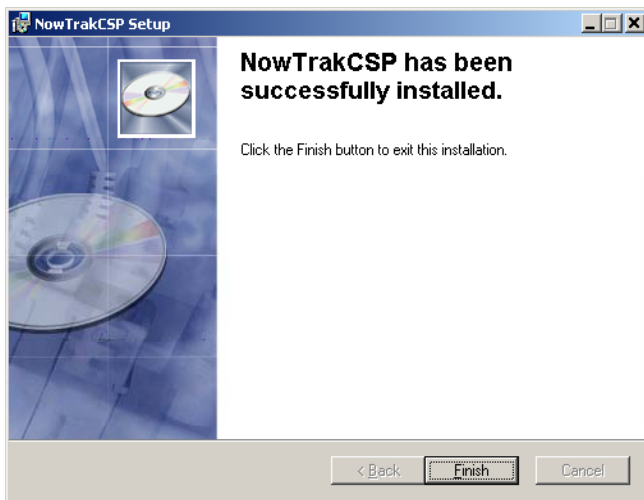 NowTrakCSP Setup
NowTrakCSP has been
successfully installed.
Click the Finish button to exit this installation.
< Back
Finish
Cancel